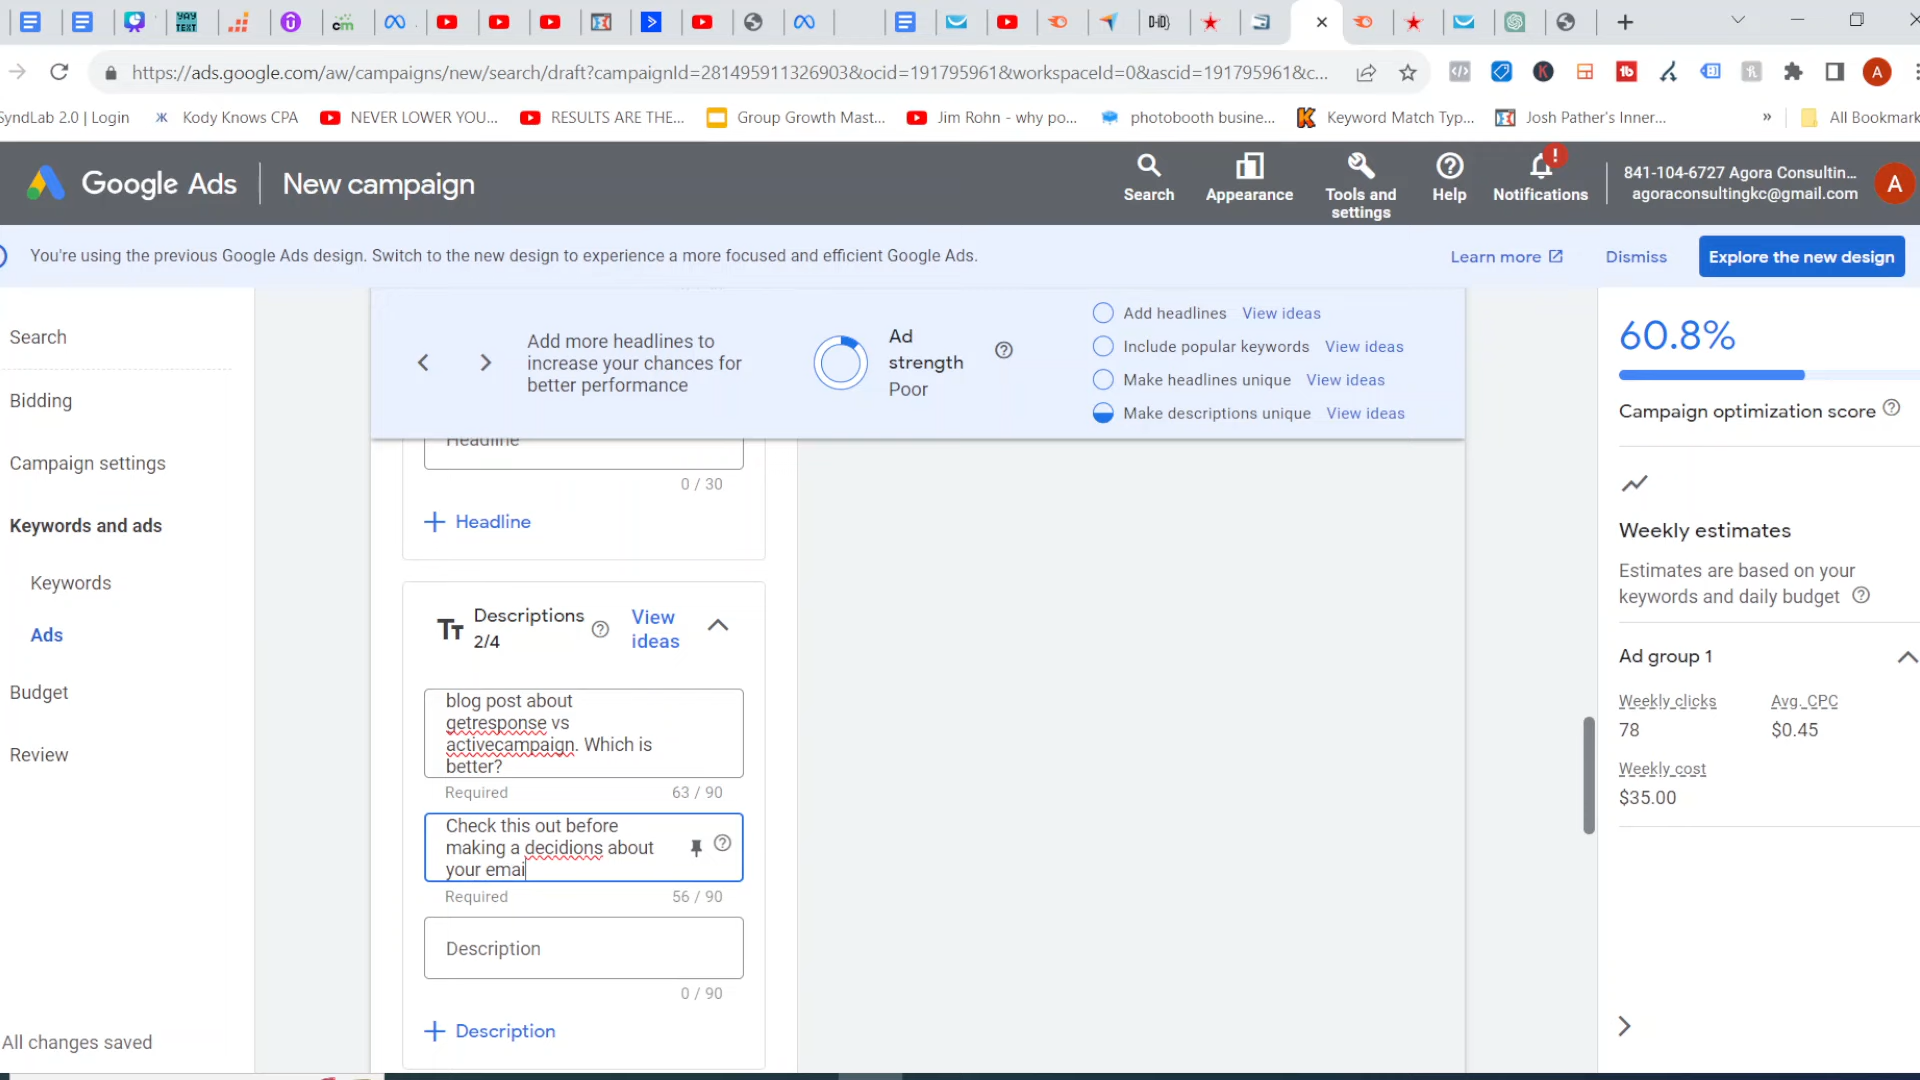 https://ads.google.com/aw/campaigns/new/search/draft?campaignId=281495911326903&ocid=191795961&workspaceId=0&ascid=191795961&c...
SyndLab 2.0 | Login
Kody Knows CPA
NEVER LOWER YOU...
RESULTS ARE THE...
Group Growth Mast...
Jim Rohn - why po...
photobooth busine...
Keyword Match Typ...
Josh Pather's Inner...
»
All Bookmark
Google Ads
New campaign
Search
Appearance
Tools and
settings
Help
Notifications
841-104-6727 Agora Consultin...
agoraconsultingkc@gmail.com
A
You're using the previous Google Ads design. Switch to the new design to experience a more focused and efficient Google Ads.
Learn more
Dismiss
Explore the new design
Search
Bidding
Campaign settings
Keywords and ads
Keywords
Ads
Budget
Review
All changes saved
Add more headlines to
increase your chances for
better performance
Ad
strength
Poor
Add headlines View ideas
Include popular keywords View ideas
Make headlines unique View ideas
Make descriptions unique View ideas
Headline
0 / 30
+ Headline
Descriptions
2/4
View
ideas
blog post about
getresponse vs
activecampaign. Which is
better?
Required 63 / 90
Check this out before
making a decidions about
your emai
Required 56 / 90
Description
0 / 90
+ Description
60.8%
Campaign optimization score
Weekly estimates
Estimates are based on your
keywords and daily budget
Ad group 1
Weekly clicks
78
Avg. CPC
$0.45
Weekly cost
$35.00